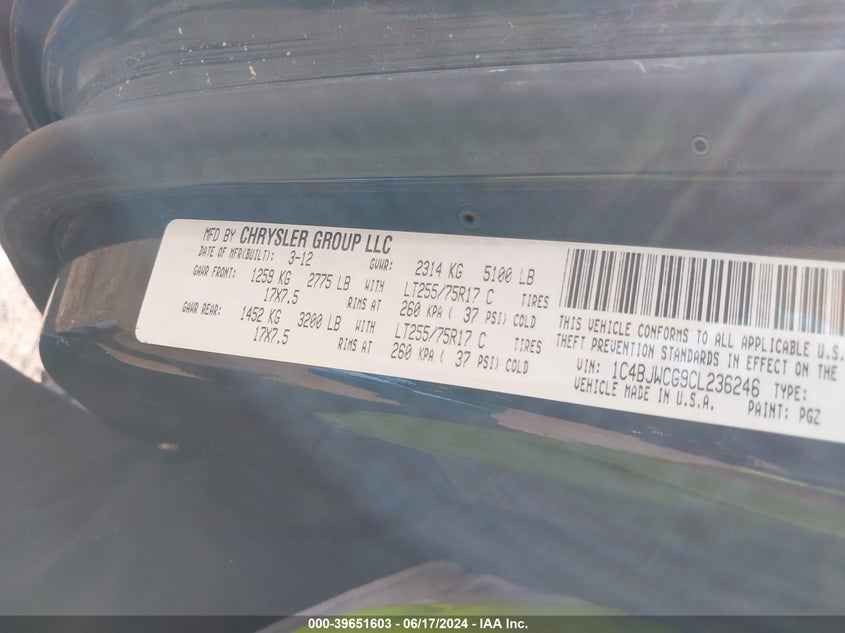 MFD BY CHRYSLER GROUP LLC
DATE OF MFR(BUILT): 3-12 GVWR: 2314 KG 5100 LB
GAWR FRONT: 1259 KG 2775 LB WITH LT255/75R17 C TIRES
17X7.5 RIMS AT 260 KPA ( 37 PSI) COLD
GAWR REAR: 1452 KG 3200 LB WITH LT255/75R17 C TIRES
17X7.5 RIMS AT 260 KPA ( 37 PSI) COLD
THIS VEHICLE CONFORMS TO ALL APPLICABLE U.S.
THEFT PREVENTION STANDARDS IN EFFECT ON THE
VIN: 1C4BJWCG9CL236246 TYPE:
VEHICLE MADE IN U.S.A. PAINT: PGZ
000-39651603 / 06/17/2024 - IAA Inc.